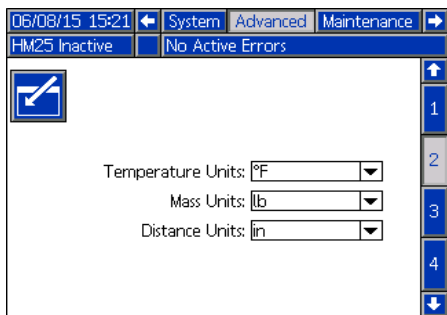 06/08/15 15:21 System Advanced Maintenance
HM25 Inactive No Active Errors
1
Temperature Units: °F
2
Mass Units: lb
Distance Units: in
3
4